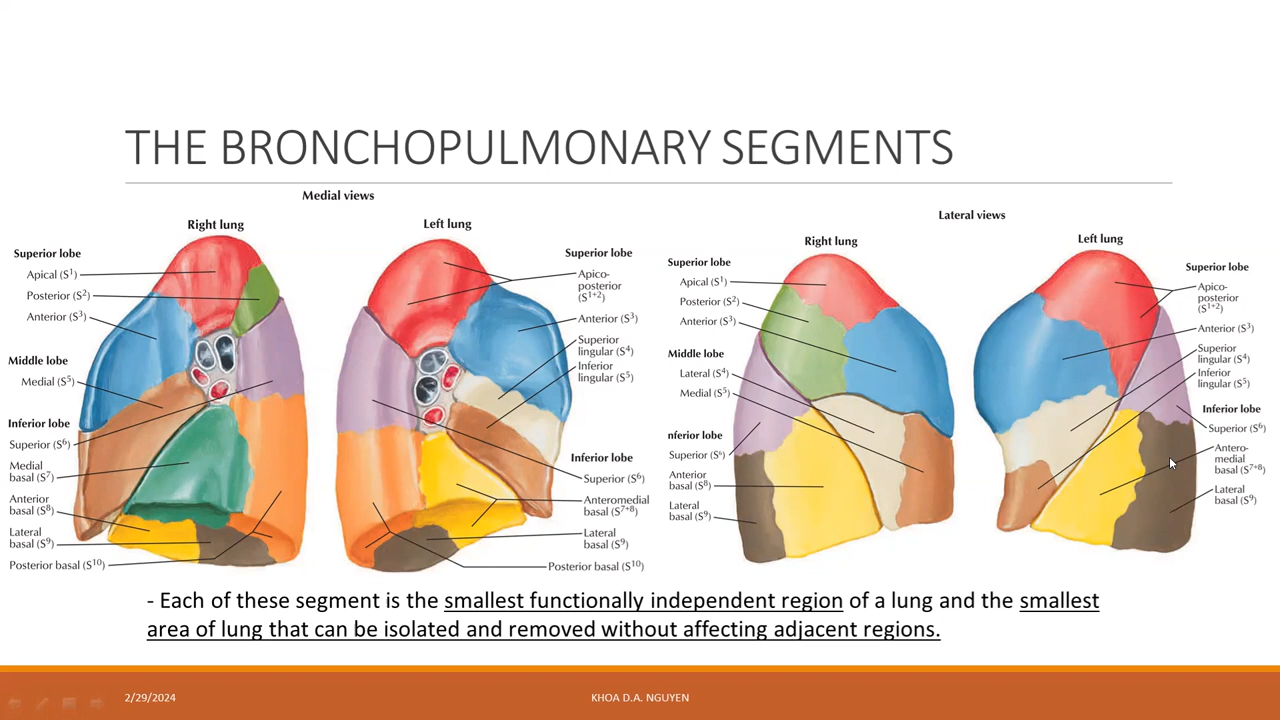 THE BRONCHOPULMONARY SEGMENTS
Medial views
Right lung
Superior lobe
Apical (S¹)
Posterior (S²)
Anterior (S³)
Middle lobe
Medial (S⁵)
Inferior lobe
Superior (S⁶)
Medial
basal (S⁷)
Anterior
basal (S⁸)
Lateral
basal (S⁹)
Posterior basal (S¹⁰)
Left lung
Superior lobe
Apico-
posterior
(S¹⁺²)
Anterior (S³)
Superior
lingular (S⁴)
Inferior
lingular (S⁵)
Inferior lobe
Superior (S⁶)
Anteromedial
basal (S⁷⁺⁸)
Lateral
basal (S⁹)
Posterior basal (S¹⁰)
Lateral views
Right lung
Superior lobe
Apical (S¹)
Posterior (S²)
Anterior (S³)
Middle lobe
Lateral (S⁴)
Medial (S⁵)
nferior lobe
Superior (S⁶)
Anterior
basal (S⁸)
Lateral
basal (S⁹)
Left lung
Superior lobe
Apico-
posterior
(S¹⁺²)
Anterior (S³)
Superior
lingular (S⁴)
Inferior
lingular (S⁵)
Inferior lobe
Superior (S⁶)
Antero-
medial
basal (S⁷⁺⁸)
Lateral
basal (S⁹)
- Each of these segment is the smallest functionally independent region of a lung and the smallest
area of lung that can be isolated and removed without affecting adjacent regions.
2/29/2024
KHOA D.A. NGUYEN